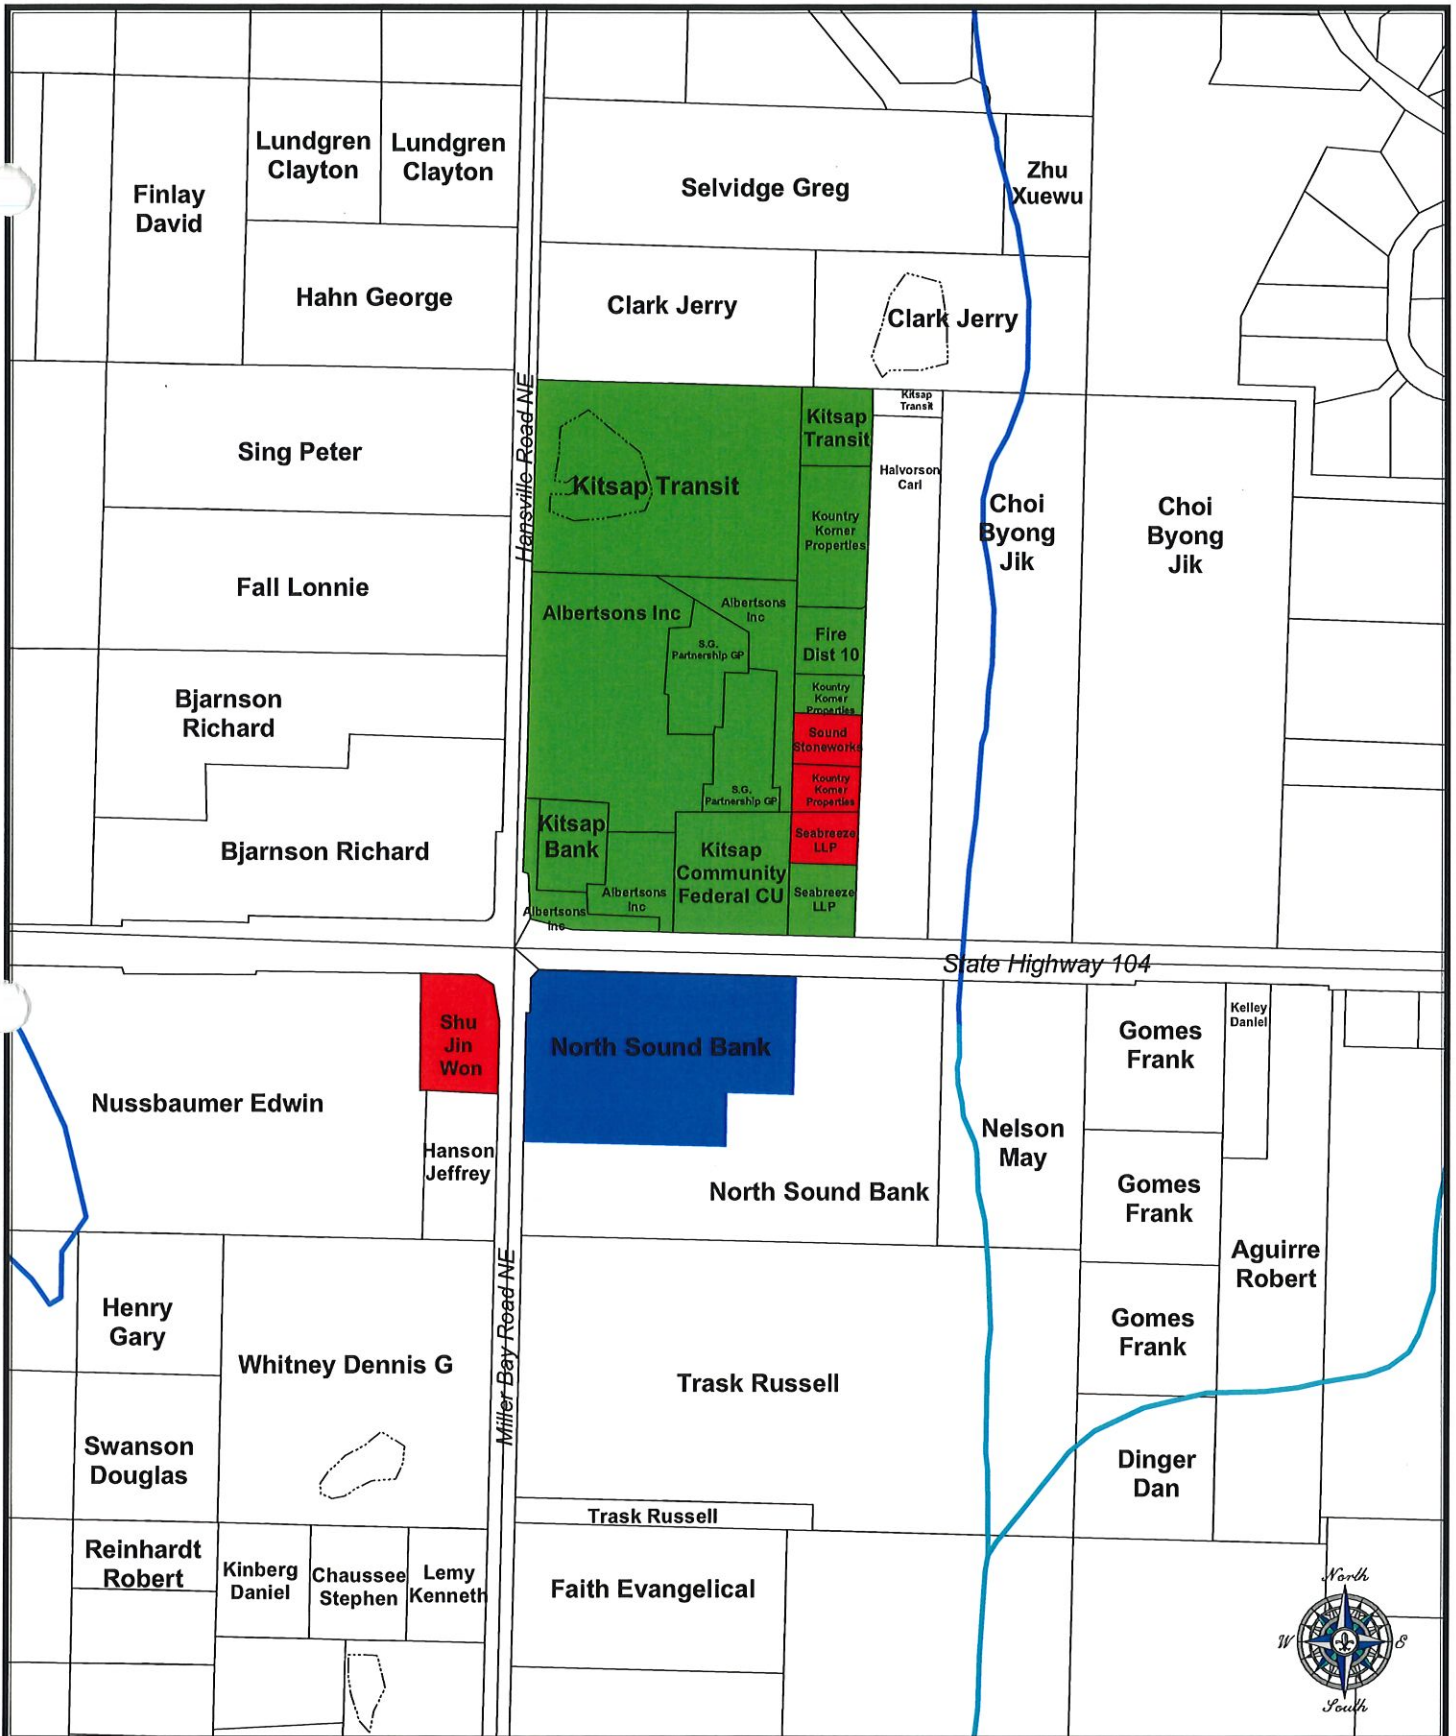 Lundgren
Clayton
Lundgren
Clayton
Finlay
David
Selvidge Greg
Zhu
Xuewu
Hahn George
Clark Jerry
Clark Jerry
Hansville Road NE
Kitsap Transit
Kitsap
Transit
Kitsap
Transit
Sing Peter
Halvorson
Carl
Kountry
Korner
Properties
Choi
Byong
Jik
Choi
Byong
Jik
Fall Lonnie
Albertsons Inc
Albertsons
Inc
S.G.
Partnership GP
Fire
Dist 10
Bjarnson
Richard
Kountry
Korner
Properties
Sound
Stoneworks
Kountry
Korner
Properties
S.G.
Partnership GP
Kitsap
Bank
Kitsap
Community
Federal CU
Seabreeze
LLP
Bjarnson Richard
Albertsons
Inc
Seabreeze
LLP
Albertsons
Inc
State Highway 104
Shu
Jin
Won
North Sound Bank
Gomes
Frank
Kelley
Daniel
Nussbaumer Edwin
Hanson
Jeffrey
Nelson
May
North Sound Bank
Gomes
Frank
Aguirre
Robert
Miller Bay Road NE
Henry
Gary
Whitney Dennis G
Trask Russell
Gomes
Frank
Swanson
Douglas
Dinger
Dan
Trask Russell
Reinhardt
Robert
Kinberg
Daniel
Chaussee
Stephen
Lemy
Kenneth
Faith Evangelical
North
W
E
South